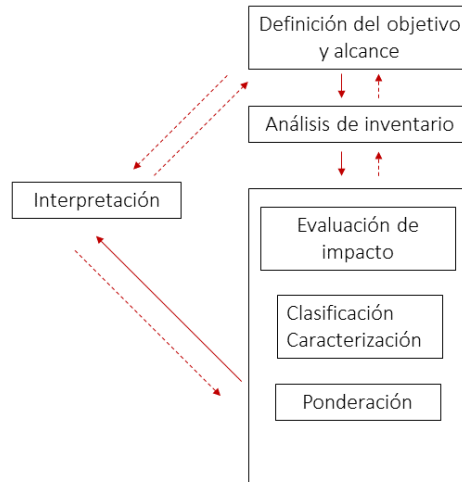 Definición del objetivo
y alcance
Análisis de inventario
Interpretación
Evaluación de
impacto
Clasificación
Caracterización
Ponderación